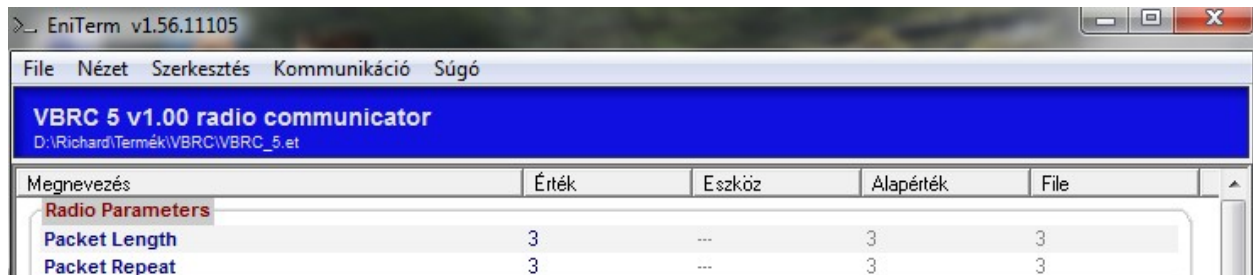 EniTerm v1.56.11105
File Nézet Szerkesztés Kommunikáció Súgó
VBRC 5 v1.00 radio communicator
D:\Richard\Termék\VBRC\VBRC_5.et
Megnevezés Érték Eszköz Alapérték File
Radio Parameters
Packet Length 3 --- 3 3
Packet Repeat 3 --- 3 3